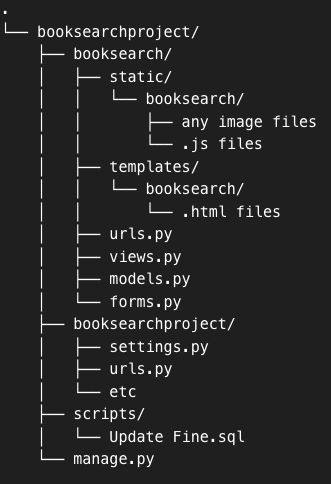 .
└── booksearchproject/
    ├── booksearch/
    │   ├── static/
    │   │   └── booksearch/
    │   │       ├── any image files
    │   │       └── .js files
    │   ├── templates/
    │   │   └── booksearch/
    │   │       └── .html files
    │   ├── urls.py
    │   ├── views.py
    │   ├── models.py
    │   └── forms.py
    ├── booksearchproject/
    │   ├── settings.py
    │   ├── urls.py
    │   └── etc
    ├── scripts/
    │   └── Update Fine.sql
    └── manage.py